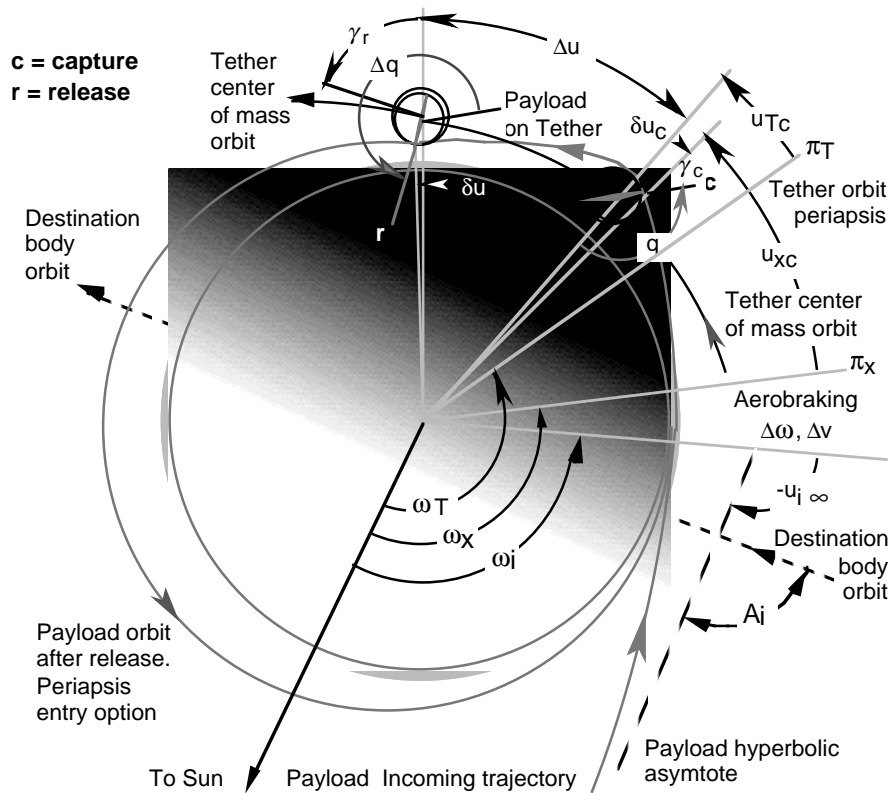 γr
Δu
c = capture
r = release
Tether
center
of mass
orbit
Δq
Payload
on Tether
δuc
uTc
πT
γc
c
Tether orbit
periapsis
δu
r
q
uxc
Destination
body
orbit
Tether center
of mass orbit
πx
Aerobraking
Δω, Δv
-ui ∞
ωT
ωx
ωi
Destination
body
orbit
Ai
Payload orbit
after release.
Periapsis
entry option
Payload hyperbolic
asymtote
To Sun
Payload Incoming trajectory